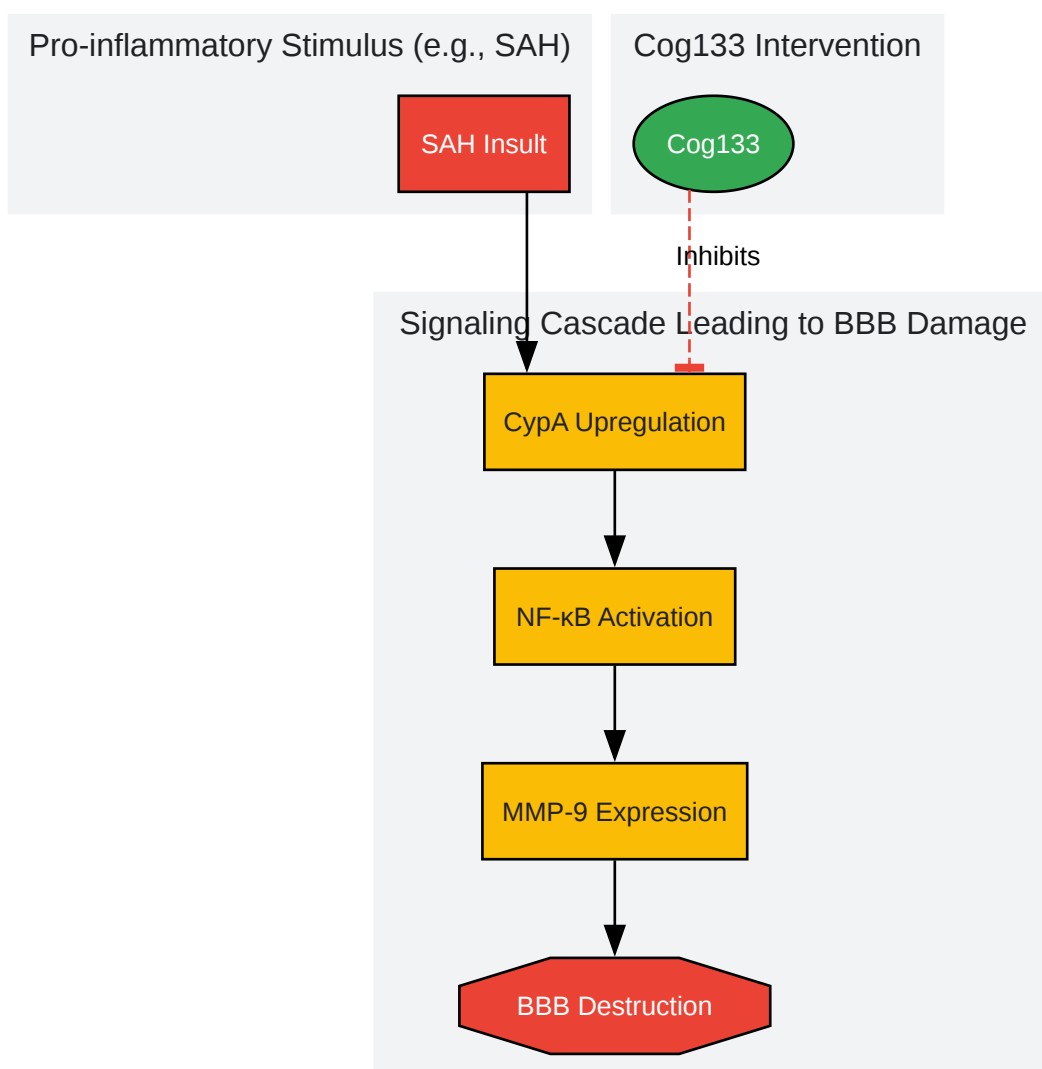 Pro-inflammatory Stimulus (e.g., SAH)
Cog133 Intervention
SAH Insult
Cog133
Inhibits
Signaling Cascade Leading to BBB Damage
CypA Upregulation
NF-κB Activation
MMP-9 Expression
BBB Destruction